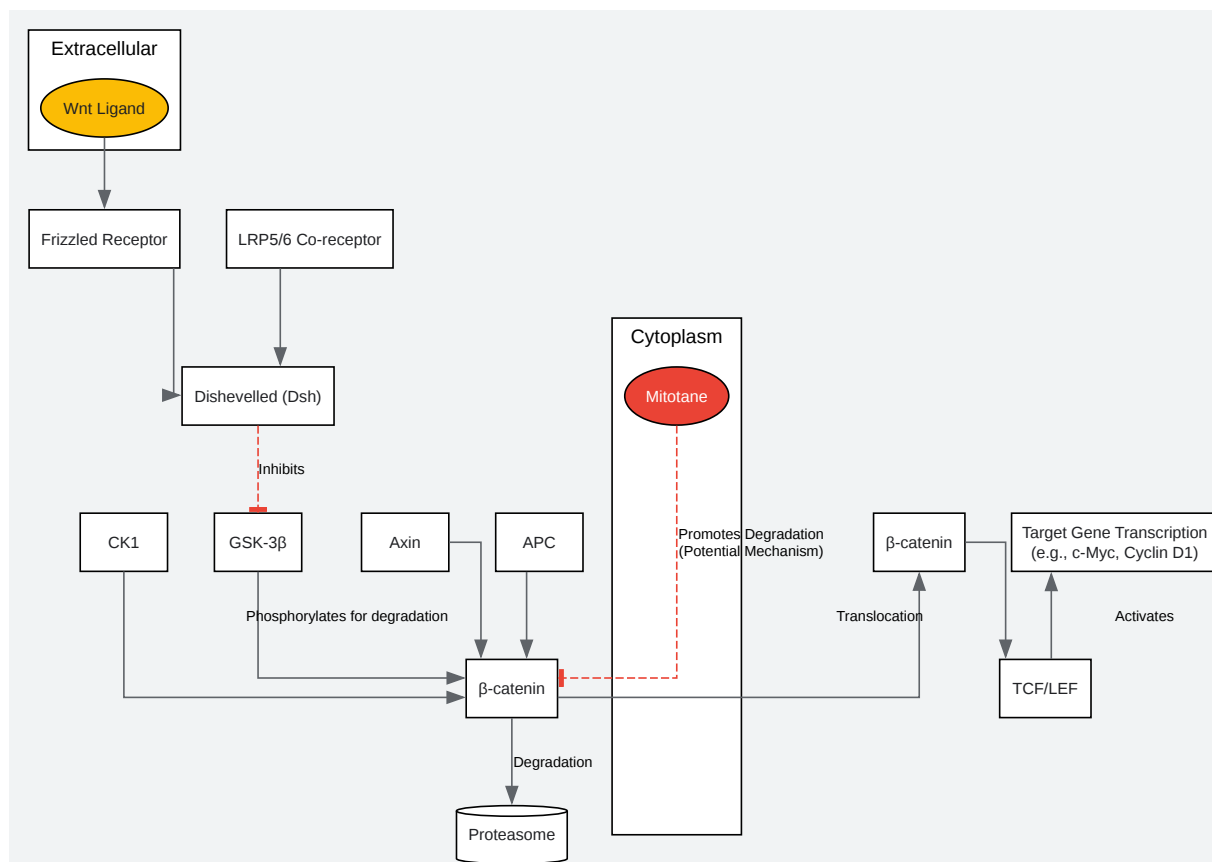 Extracellular
Wnt Ligand
Frizzled Receptor
LRP5/6 Co-receptor
Cytoplasm
Mitotane
Dishevelled (Dsh)
Inhibits
CK1
GSK-3β
Axin
APC
Promotes Degradation
(Potential Mechanism)
β-catenin
Target Gene Transcription
(e.g., c-Myc, Cyclin D1)
Phosphorylates for degradation
Translocation
Activates
β-catenin
TCF/LEF
Degradation
Proteasome